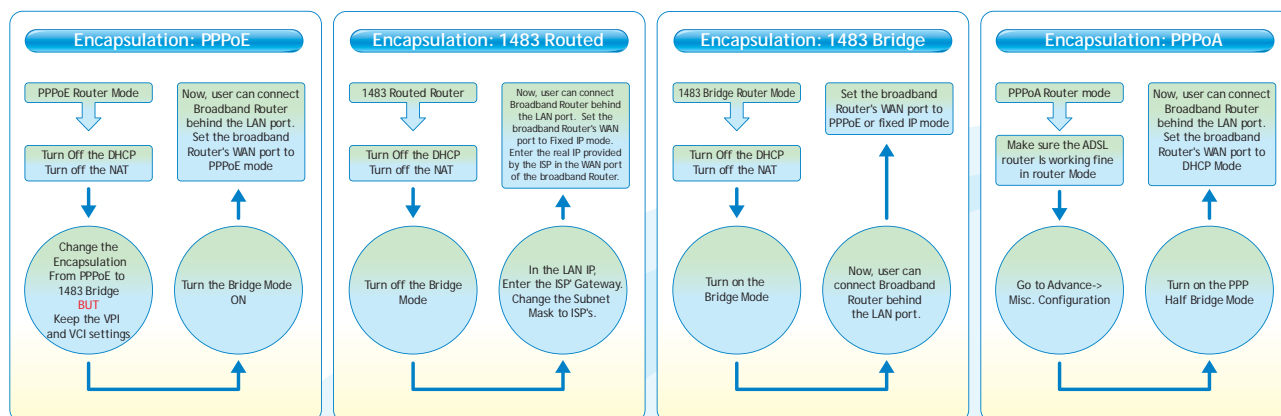 Encapsulation: PPPoE
PPPoE Router Mode
Turn Off the DHCP
Turn off the NAT
Change the
Encapsulation
From PPPoE to
1483 Bridge
BUT
Keep the VPI
and VCI settings
Turn the Bridge Mode
ON
Now, user can connect
Broadband Router
behind the LAN port.
Set the broadband
Router's WAN port to
PPPoE mode
Encapsulation: 1483 Routed
1483 Routed Router
Turn Off the DHCP
Turn off the NAT
Turn off the Bridge
Mode
In the LAN IP,
Enter the ISP' Gateway.
Change the Subnet
Mask to ISP's.
Now, user can connect
Broadband Router behind
the LAN port. Set the
broadband Router's WAN
port to Fixed IP mode.
Enter the real IP provided
by the ISP in the WAN port
of the broadband Router.
Encapsulation: 1483 Bridge
1483 Bridge Router Mode
Turn Off the DHCP
Turn off the NAT
Turn on the
Bridge Mode
Now, user can
connect Broadband
Router behind
the LAN port.
Set the broadband
Router's WAN port to
PPPoE or fixed IP mode
Encapsulation: PPPoA
PPPoA Router mode
Make sure the ADSL
router Is working fine
in router Mode
Go to Advance->
Misc. Configuration
Turn on the PPP
Half Bridge Mode
Now, user can connect
Broadband Router
behind the LAN port.
Set the broadband
Router's WAN port to
DHCP Mode